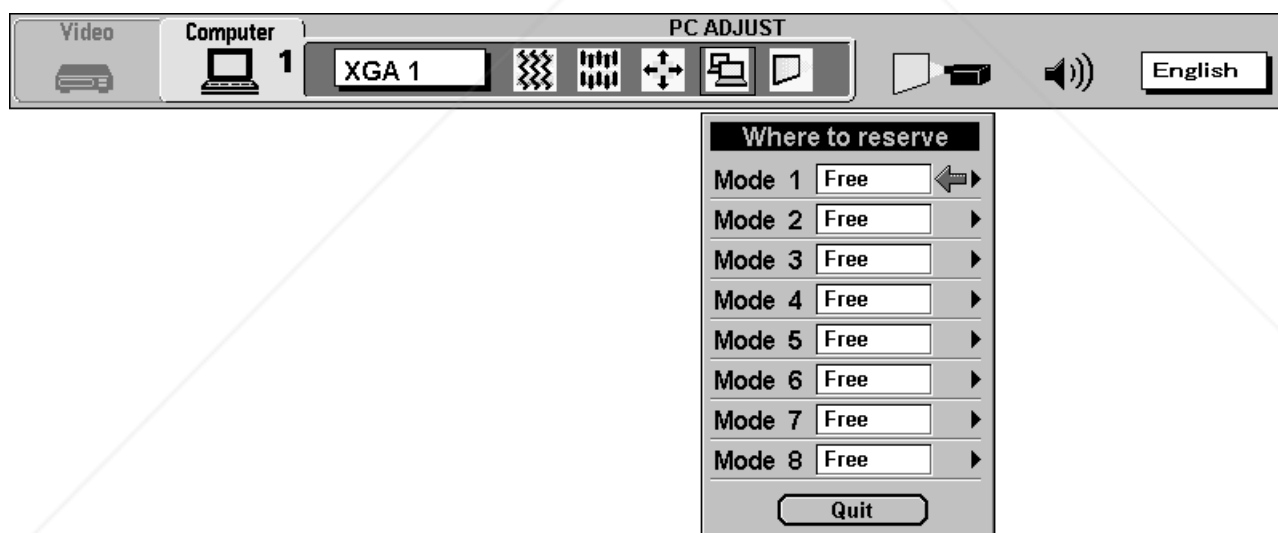 Video
Computer
1
PC ADJUST
XGA 1
English
Where to reserve
Mode 1 Free
Mode 2 Free
Mode 3 Free
Mode 4 Free
Mode 5 Free
Mode 6 Free
Mode 7 Free
Mode 8 Free
Quit